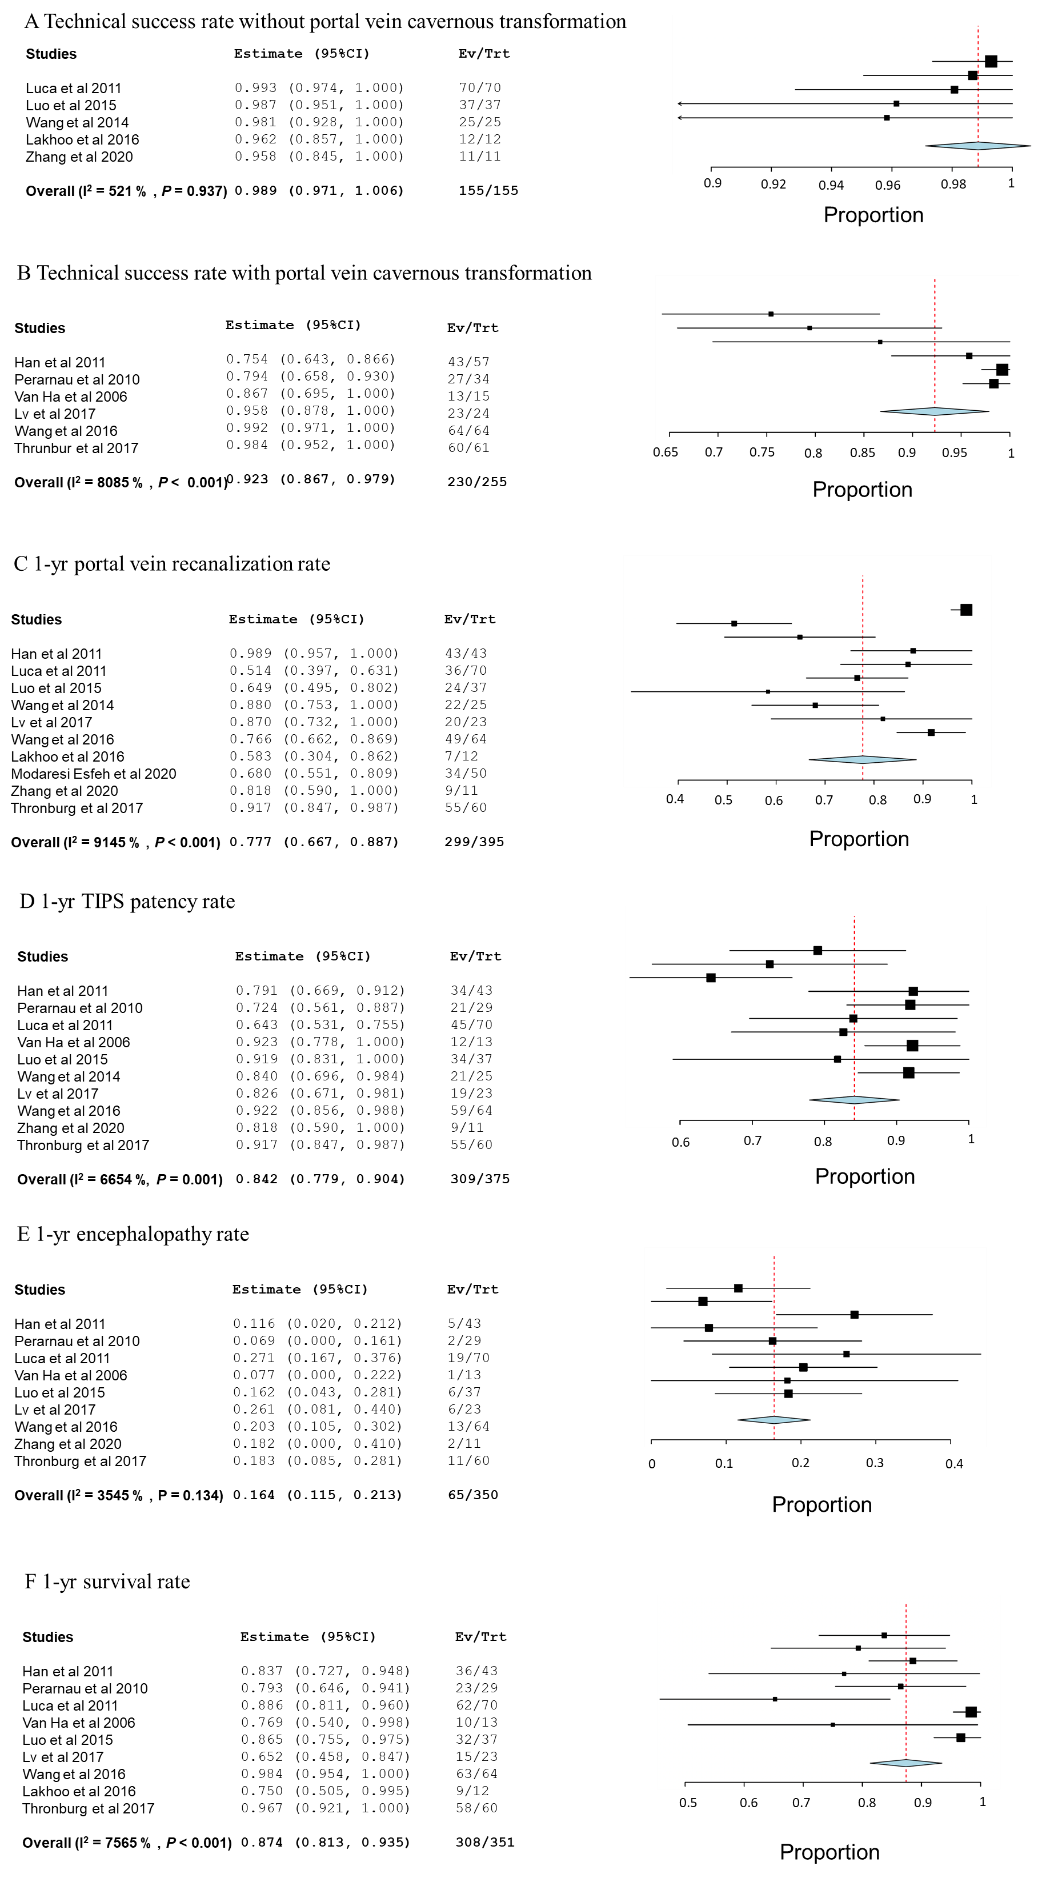 A Technical success rate without portal vein cavernous transformation
Studies Estimate (95%CI) Ev/Trt
Luca et al 2011 0.993 (0.974, 1.000) 70/70
Luo et al 2015 0.987 (0.951, 1.000) 37/37
Wang et al 2014 0.981 (0.928, 1.000) 25/25
Lakhoo et al 2016 0.962 (0.857, 1.000) 12/12
Zhang et al 2020 0.958 (0.845, 1.000) 11/11
Overall (I² = 521 % , P = 0.937) 0.989 (0.971, 1.006) 155/155
0.9 0.92 0.94 0.96 0.98 1
Proportion
B Technical success rate with portal vein cavernous transformation
Studies Estimate (95%CI) Ev/Trt
Han et al 2011 0.754 (0.643, 0.866) 43/57
Perarnau et al 2010 0.794 (0.658, 0.930) 27/34
Van Ha et al 2006 0.867 (0.695, 1.000) 13/15
Lv et al 2017 0.958 (0.878, 1.000) 23/24
Wang et al 2016 0.992 (0.971, 1.000) 64/64
Thrunbur et al 2017 0.984 (0.952, 1.000) 60/61
Overall (I² = 8085 % , P < 0.001) 0.923 (0.867, 0.979) 230/255
0.65 0.7 0.75 0.8 0.85 0.9 0.95 1
Proportion
C 1-yr portal vein recanalization rate
Studies Estimate (95%CI) Ev/Trt
Han et al 2011 0.989 (0.957, 1.000) 43/43
Luca et al 2011 0.514 (0.397, 0.631) 36/70
Luo et al 2015 0.649 (0.495, 0.802) 24/37
Wang et al 2014 0.880 (0.753, 1.000) 22/25
Lv et al 2017 0.870 (0.732, 1.000) 20/23
Wang et al 2016 0.766 (0.662, 0.869) 49/64
Lakhoo et al 2016 0.583 (0.304, 0.862) 7/12
Modaresi Esfeh et al 2020 0.680 (0.551, 0.809) 34/50
Zhang et al 2020 0.818 (0.590, 1.000) 9/11
Thronburg et al 2017 0.917 (0.847, 0.987) 55/60
Overall (I² = 9145 % , P < 0.001) 0.777 (0.667, 0.887) 299/395
0.4 0.5 0.6 0.7 0.8 0.9 1
Proportion
D 1-yr TIPS patency rate
Studies Estimate (95%CI) Ev/Trt
Han et al 2011 0.791 (0.669, 0.912) 34/43
Perarnau et al 2010 0.724 (0.561, 0.887) 21/29
Luca et al 2011 0.643 (0.531, 0.755) 45/70
Van Ha et al 2006 0.923 (0.778, 1.000) 12/13
Luo et al 2015 0.919 (0.831, 1.000) 34/37
Wang et al 2014 0.840 (0.696, 0.984) 21/25
Lv et al 2017 0.826 (0.671, 0.981) 19/23
Wang et al 2016 0.922 (0.856, 0.988) 59/64
Zhang et al 2020 0.818 (0.590, 1.000) 9/11
Thronburg et al 2017 0.917 (0.847, 0.987) 55/60
Overall (I² = 6654 %, P = 0.001) 0.842 (0.779, 0.904) 309/375
0.6 0.7 0.8 0.9 1
Proportion
E 1-yr encephalopathy rate
Studies Estimate (95%CI) Ev/Trt
Han et al 2011 0.116 (0.020, 0.212) 5/43
Perarnau et al 2010 0.069 (0.000, 0.161) 2/29
Luca et al 2011 0.271 (0.167, 0.376) 19/70
Van Ha et al 2006 0.077 (0.000, 0.222) 1/13
Luo et al 2015 0.162 (0.043, 0.281) 6/37
Lv et al 2017 0.261 (0.081, 0.440) 6/23
Wang et al 2016 0.203 (0.105, 0.302) 13/64
Zhang et al 2020 0.182 (0.000, 0.410) 2/11
Thronburg et al 2017 0.183 (0.085, 0.281) 11/60
Overall (I² = 3545 % , P = 0.134) 0.164 (0.115, 0.213) 65/350
0 0.1 0.2 0.3 0.4
Proportion
F 1-yr survival rate
Studies Estimate (95%CI) Ev/Trt
Han et al 2011 0.837 (0.727, 0.948) 36/43
Perarnau et al 2010 0.793 (0.646, 0.941) 23/29
Luca et al 2011 0.886 (0.811, 0.960) 62/70
Van Ha et al 2006 0.769 (0.540, 0.998) 10/13
Luo et al 2015 0.865 (0.755, 0.975) 32/37
Lv et al 2017 0.652 (0.458, 0.847) 15/23
Wang et al 2016 0.984 (0.954, 1.000) 63/64
Lakhoo et al 2016 0.750 (0.505, 0.995) 9/12
Thronburg et al 2017 0.967 (0.921, 1.000) 58/60
Overall (I² = 7565 % , P < 0.001) 0.874 (0.813, 0.935) 308/351
0.5 0.6 0.7 0.8 0.9 1
Proportion